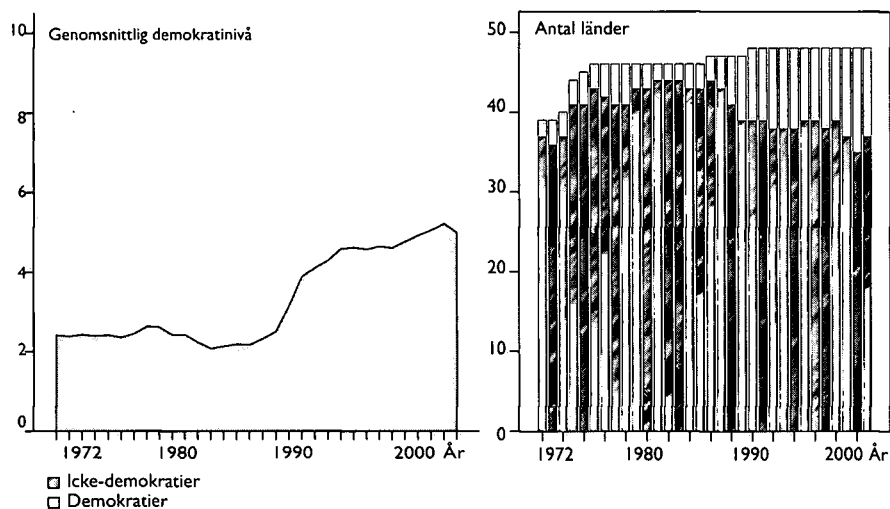 Genomsnittlig demokratinivå
10
8
6
4
2
0
1972 1980 1990 2000 År
Icke-demokratier
Demokratier
Antal länder
50
40
30
20
10
0
1972 1980 1990 2000 År